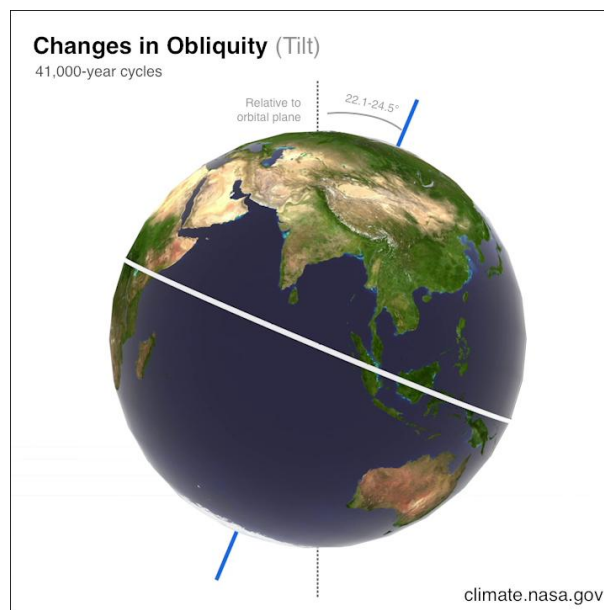 Changes in Obliquity (Tilt)
41,000-year cycles
Relative to
orbital plane
22.1-24.5°
climate.nasa.gov